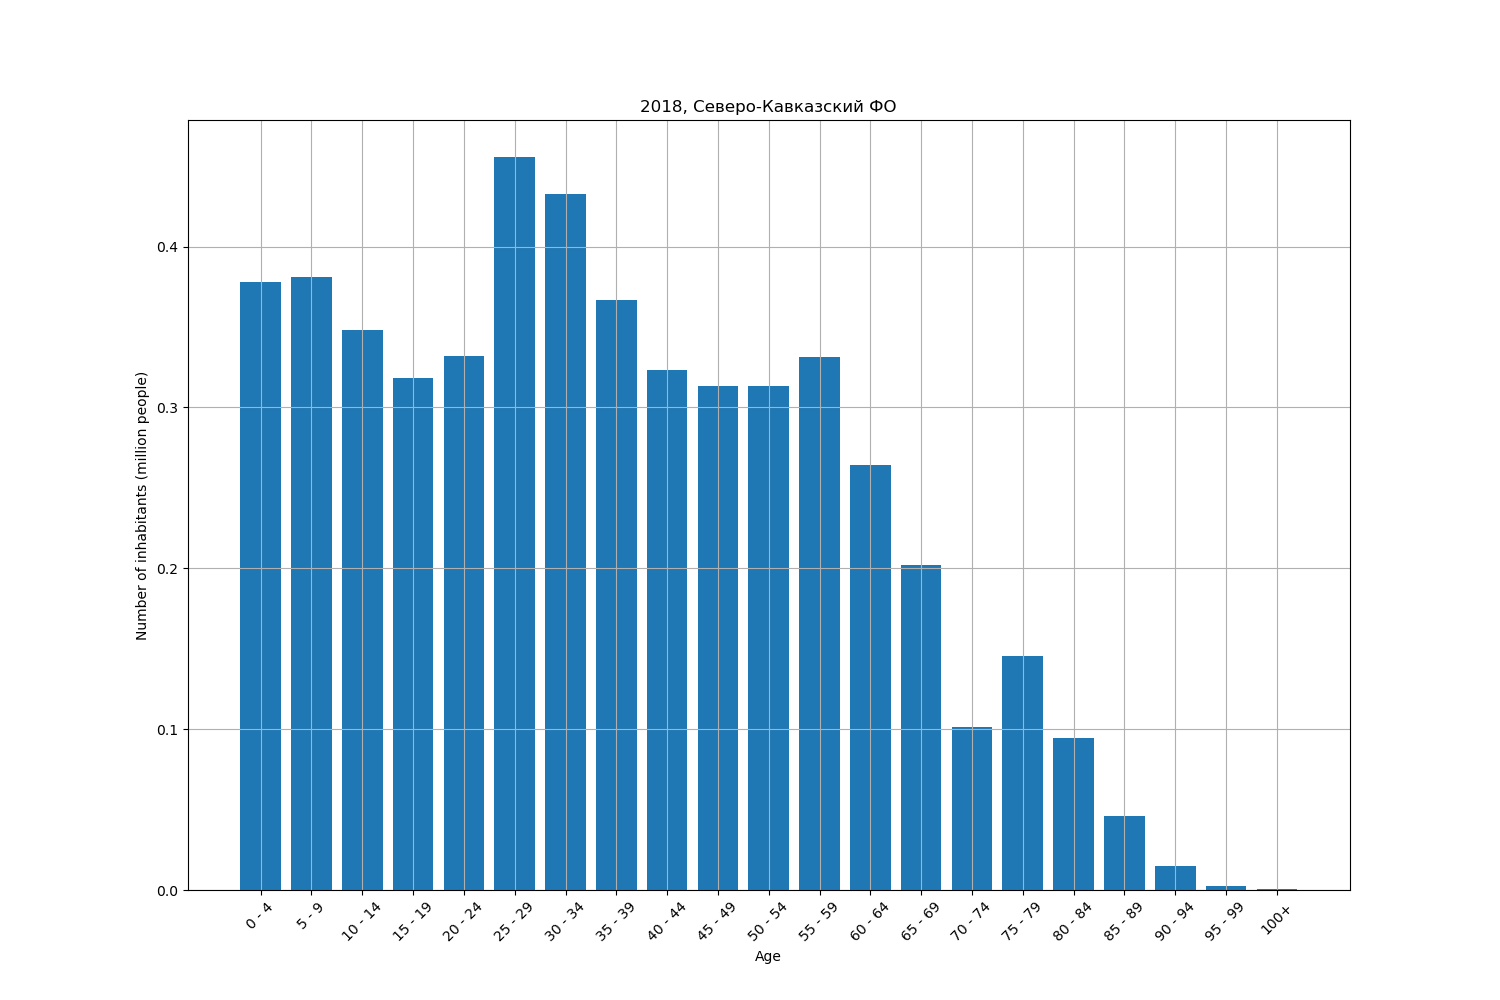 2018, Северо-Кавказский ФО
Number of inhabitants (million people)
0.4
0.3
0.2
0.1
0.0
0 - 4
5 - 9
10 - 14
15 - 19
20 - 24
25 - 29
30 - 34
35 - 39
40 - 44
45 - 49
50 - 54
55 - 59
60 - 64
65 - 69
70 - 74
75 - 79
80 - 84
85 - 89
90 - 94
95 - 99
100+
Age